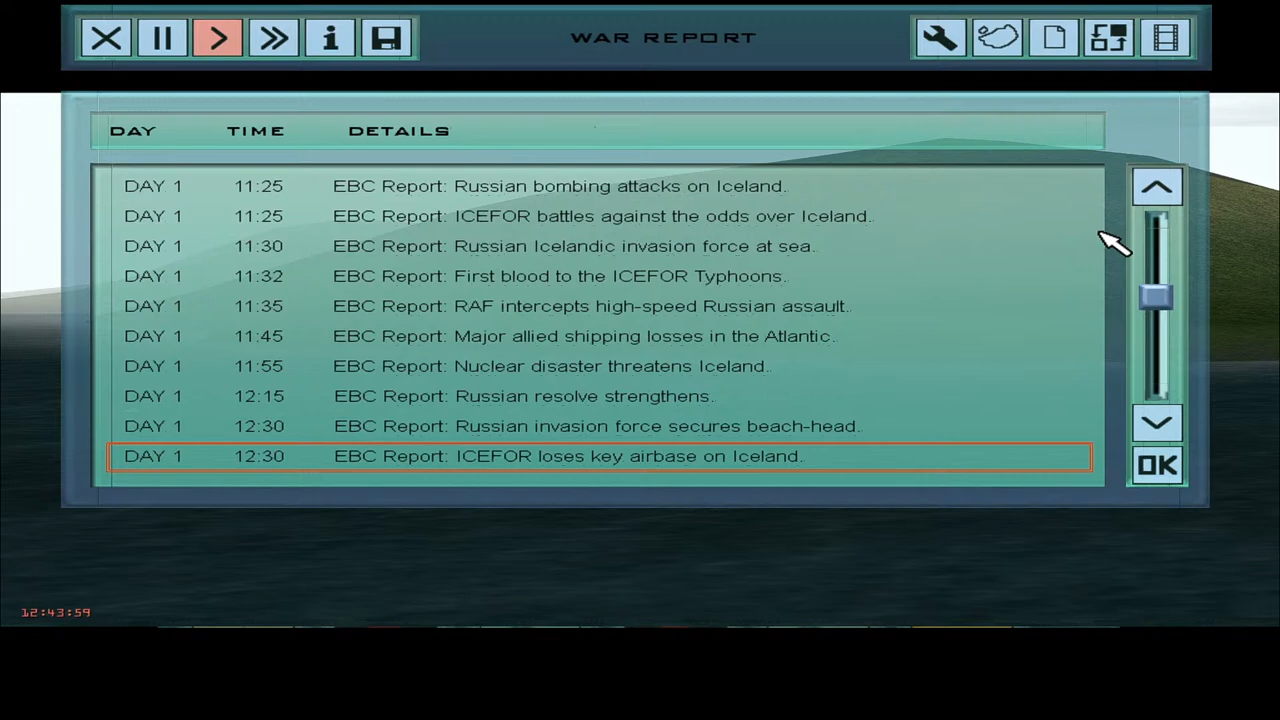 WAR REPORT
DAY TIME DETAILS
DAY 1 11:25 EBC Report: Russian bombing attacks on Iceland.
DAY 1 11:25 EBC Report: ICEFOR battles against the odds over Iceland.
DAY 1 11:30 EBC Report: Russian Icelandic invasion force at sea.
DAY 1 11:32 EBC Report: First blood to the ICEFOR Typhoons.
DAY 1 11:35 EBC Report: RAF intercepts high-speed Russian assault.
DAY 1 11:45 EBC Report: Major allied shipping losses in the Atlantic.
DAY 1 11:55 EBC Report: Nuclear disaster threatens Iceland.
DAY 1 12:15 EBC Report: Russian resolve strengthens.
DAY 1 12:30 EBC Report: Russian invasion force secures beach-head.
DAY 1 12:30 EBC Report: ICEFOR loses key airbase on Iceland.
OK
12:43:59